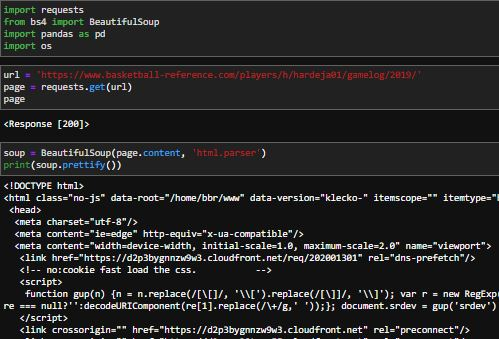 import requests
from bs4 import BeautifulSoup
import pandas as pd
import os
url = 'https://www.basketball-reference.com/players/h/hardeja01/gamelog/2019/'
page = requests.get(url)
page
<Response [200]>
soup = BeautifulSoup(page.content, 'html.parser')
print(soup.prettify())
<!DOCTYPE html>
<html class="no-js" data-root="/home/bbr/www" data-version="klecko-" itemscope="" itemtype="h
<head>
<meta charset="utf-8"/>
<meta content="ie=edge" http-equiv="x-ua-compatible"/>
<meta content="width=device-width, initial-scale=1.0, maximum-scale=2.0" name="viewport">
<link href="https://d2p3bygnnzw9w3.cloudfront.net/req/202001301" rel="dns-prefetch"/>
<!-- no:cookie fast load the css. -->
<script>
function gup(n) {n = n.replace(/[\[]/, '\\[').replace(/[\]]/, '\\]'); var r = new RegExp(
re === null?'':decodeURIComponent(re[1].replace(/\+/g,' '));}; document.srdev = gup('srdev')
</script>
<link crossorigin="" href="https://d2p3bygnnzw9w3.cloudfront.net" rel="preconnect"/>